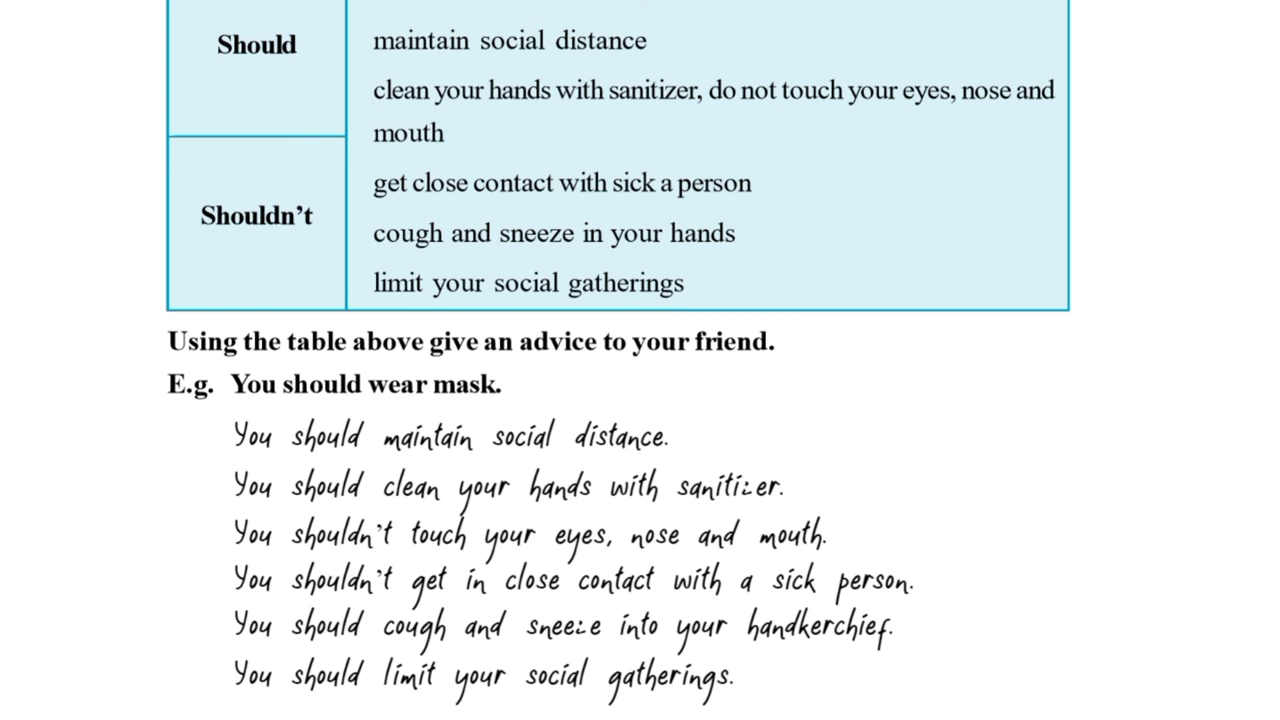 Should
maintain social distance
clean your hands with sanitizer, do not touch your eyes, nose and
mouth
get close contact with sick a person
Shouldn't
cough and sneeze in your hands
limit your social gatherings
Using the table above give an advice to your friend.
E.g. You should wear mask.
You should maintain social distance.
You should clean your hands with sanitizer.
You shouldn't touch your eyes, nose and mouth.
You shouldn't get in close contact with a sick person.
You should cough and sneeze into your handkerchief.
You should limit your social gatherings.